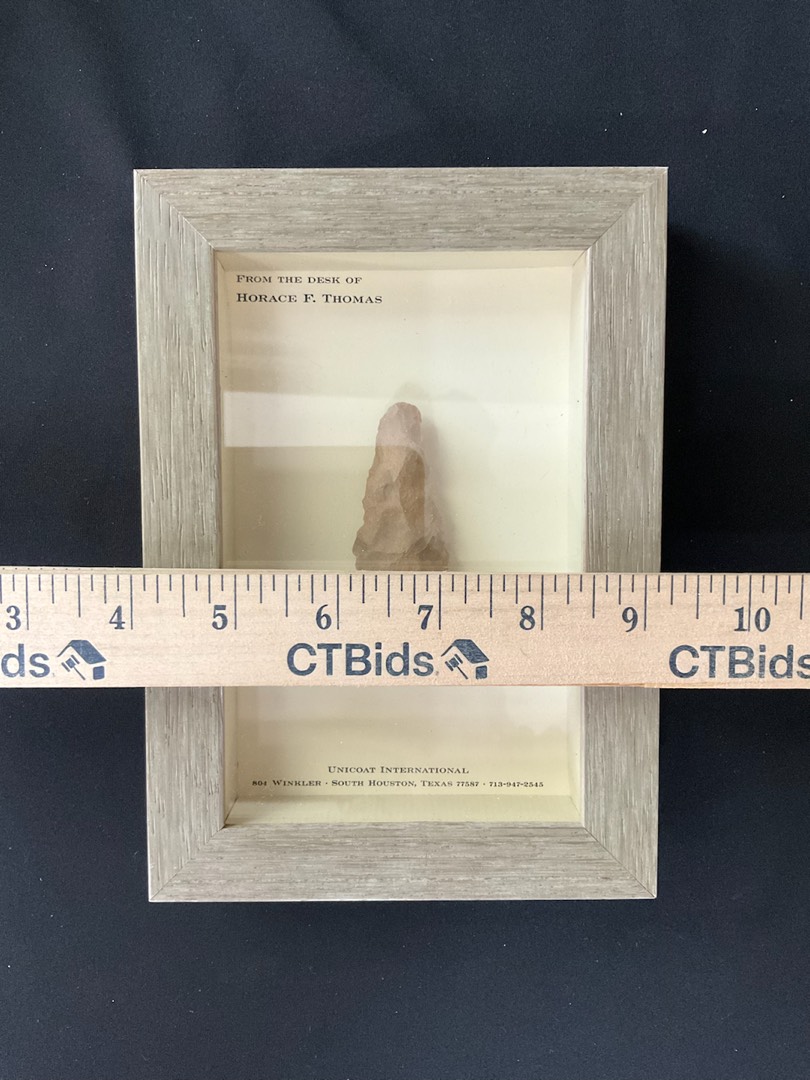 From the desk of
Horace F. Thomas
3 4 5 6 7 8 9 10
ds CTBids CTBids
Unicoat International
804 Winkler · South Houston, Texas 77587 · 713-947-2545